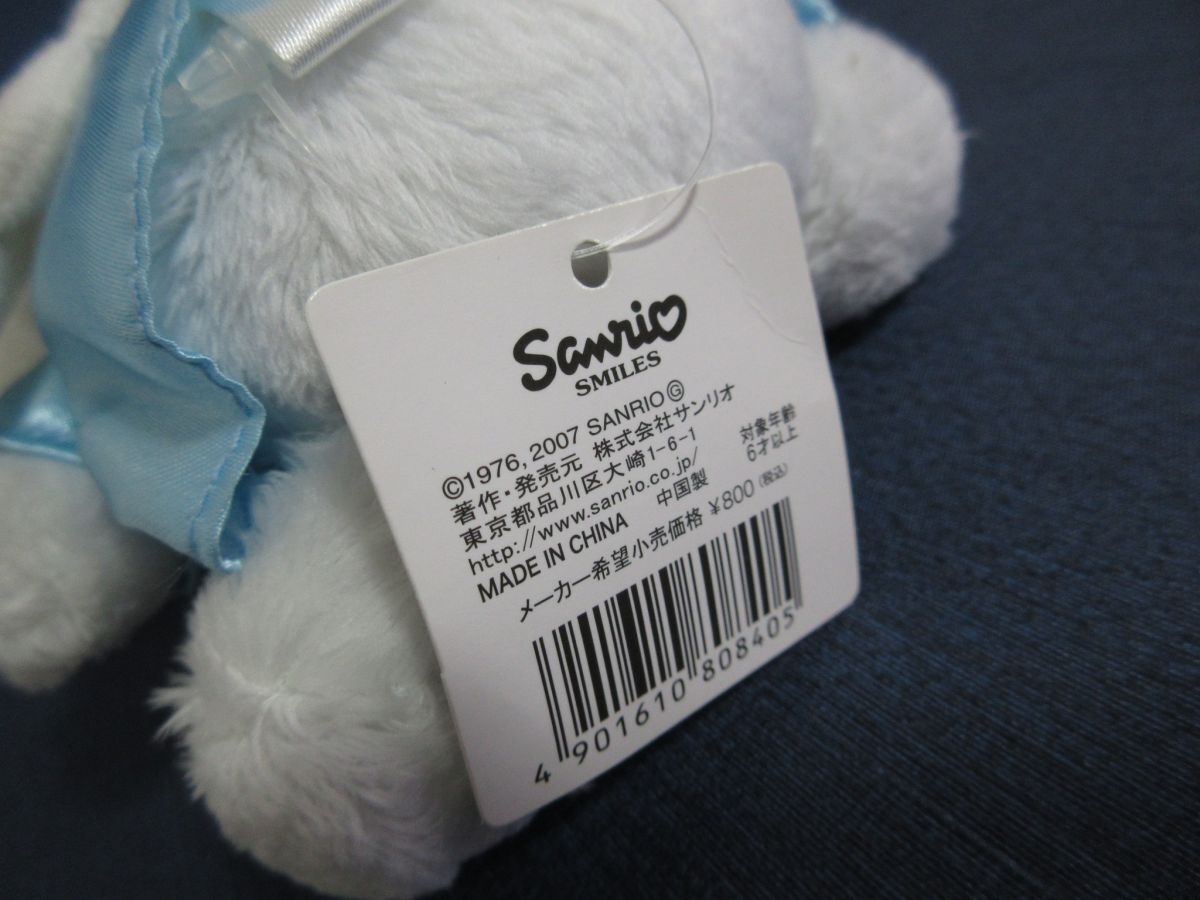 Sanrio
SMILES
©1976, 2007 SANRIO Ⓖ
著作・発売元 株式会社サンリオ
東京都品川区大崎1-6-1
http://www.sanrio.co.jp/
MADE IN CHINA 中国製
対象年齢
6才以上
メーカー希望小売価格 ¥800 (税込)
4 901610 808405